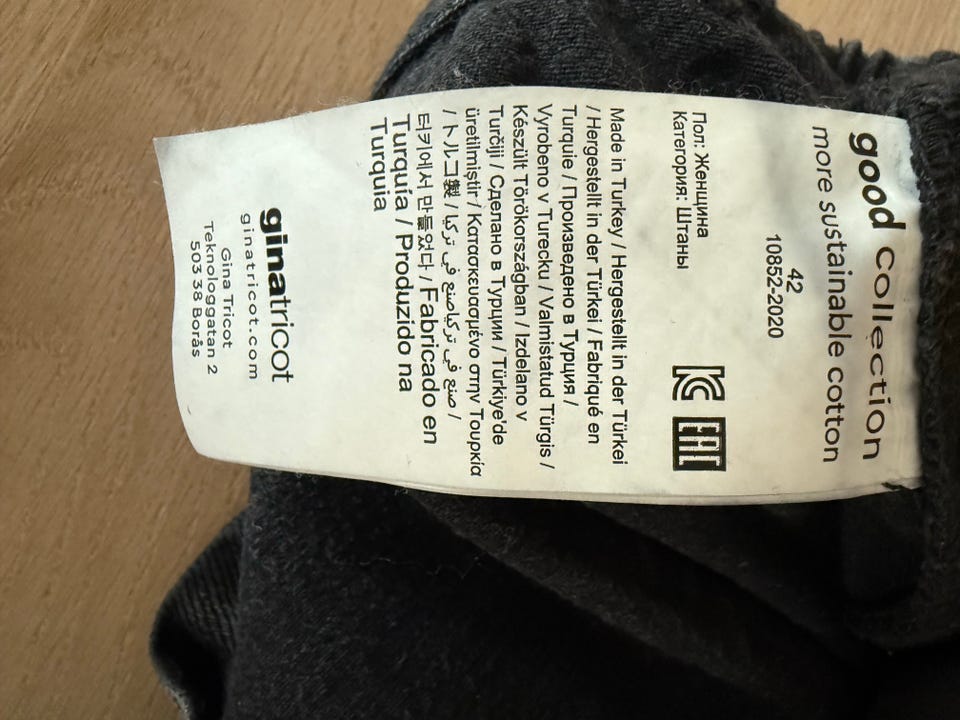 good collection
more sustainable cotton
42
10852-2020
Пол: Женщина
Категория: Штаны
EAC
Made in Turkey / Hergestellt in der Türkei
/ Hergestellt in der Türkei / Fabriqué en
Turquie / Произведено в Турция /
Vyrobeno v Turecku / Valmistatud Türgis /
Készült Törökországban / Izdelano v
Turčiji / Сделано в Турции / Türkiye'de
üretilmiştir / Κατασκευασμένο στην Τουρκία
/ トルコ製 / صنع في تركياصنع في تركيا /
터키에서 만들었다 / Fabricado en
Turquía / Produzido na
Turquia
ginatricot
ginatricot.com
Gina Tricot
Teknologgatan 2
503 38 Borås